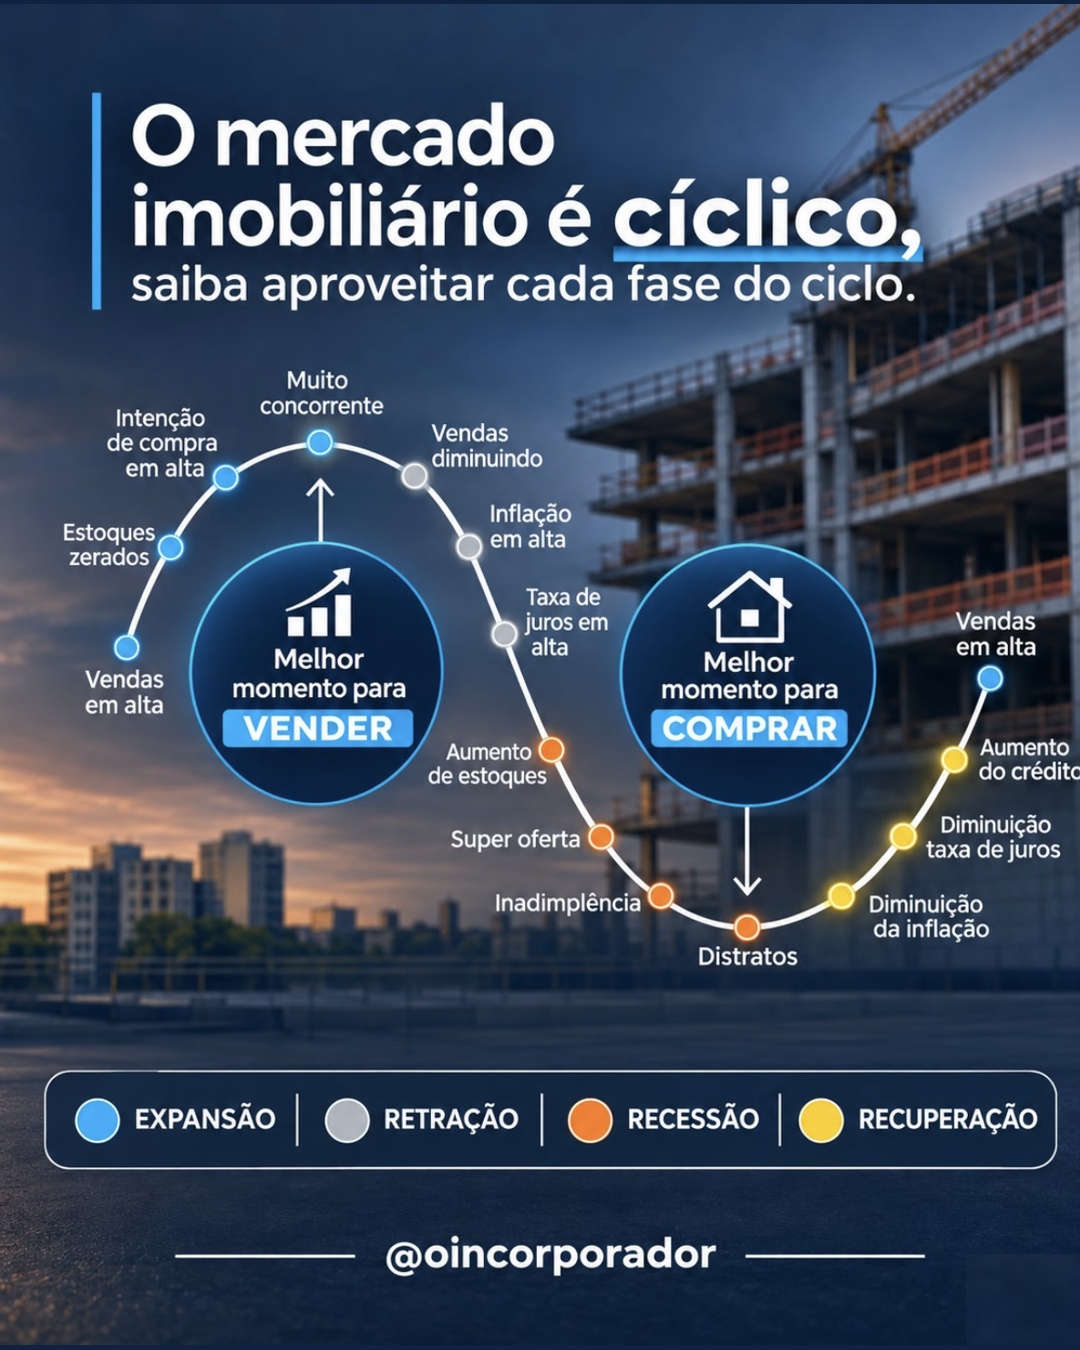 O mercado
imobiliário é cíclico,
saiba aproveitar cada fase do ciclo.
Vendas
em alta
Estoques
zerados
Intenção
de compra
em alta
Muito
concorrente
Vendas
diminuindo
Inflação
em alta
Taxa de
juros em
alta
Melhor
momento para
VENDER
Melhor
momento para
COMPRAR
Aumento
de estoques
Super oferta
Inadimplência
Distratos
Diminuição
da inflação
Diminuição
taxa de juros
Aumento
do crédito
Vendas
em alta
EXPANSÃO
RETRAÇÃO
RECESSÃO
RECUPERAÇÃO
@oincorporador